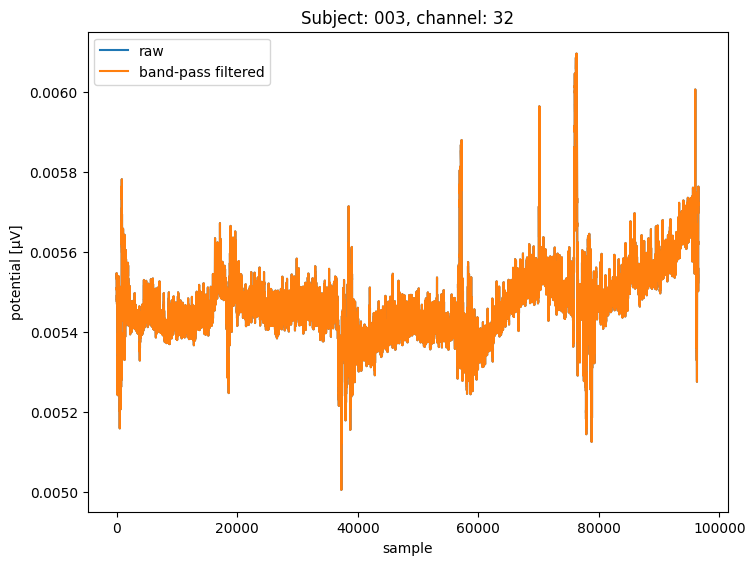 Subject: 003, channel: 32
raw
band-pass filtered
0.0060
0.0058
0.0056
0.0054
0.0052
0.0050
potential [µV]
0
20000
40000
60000
80000
100000
sample